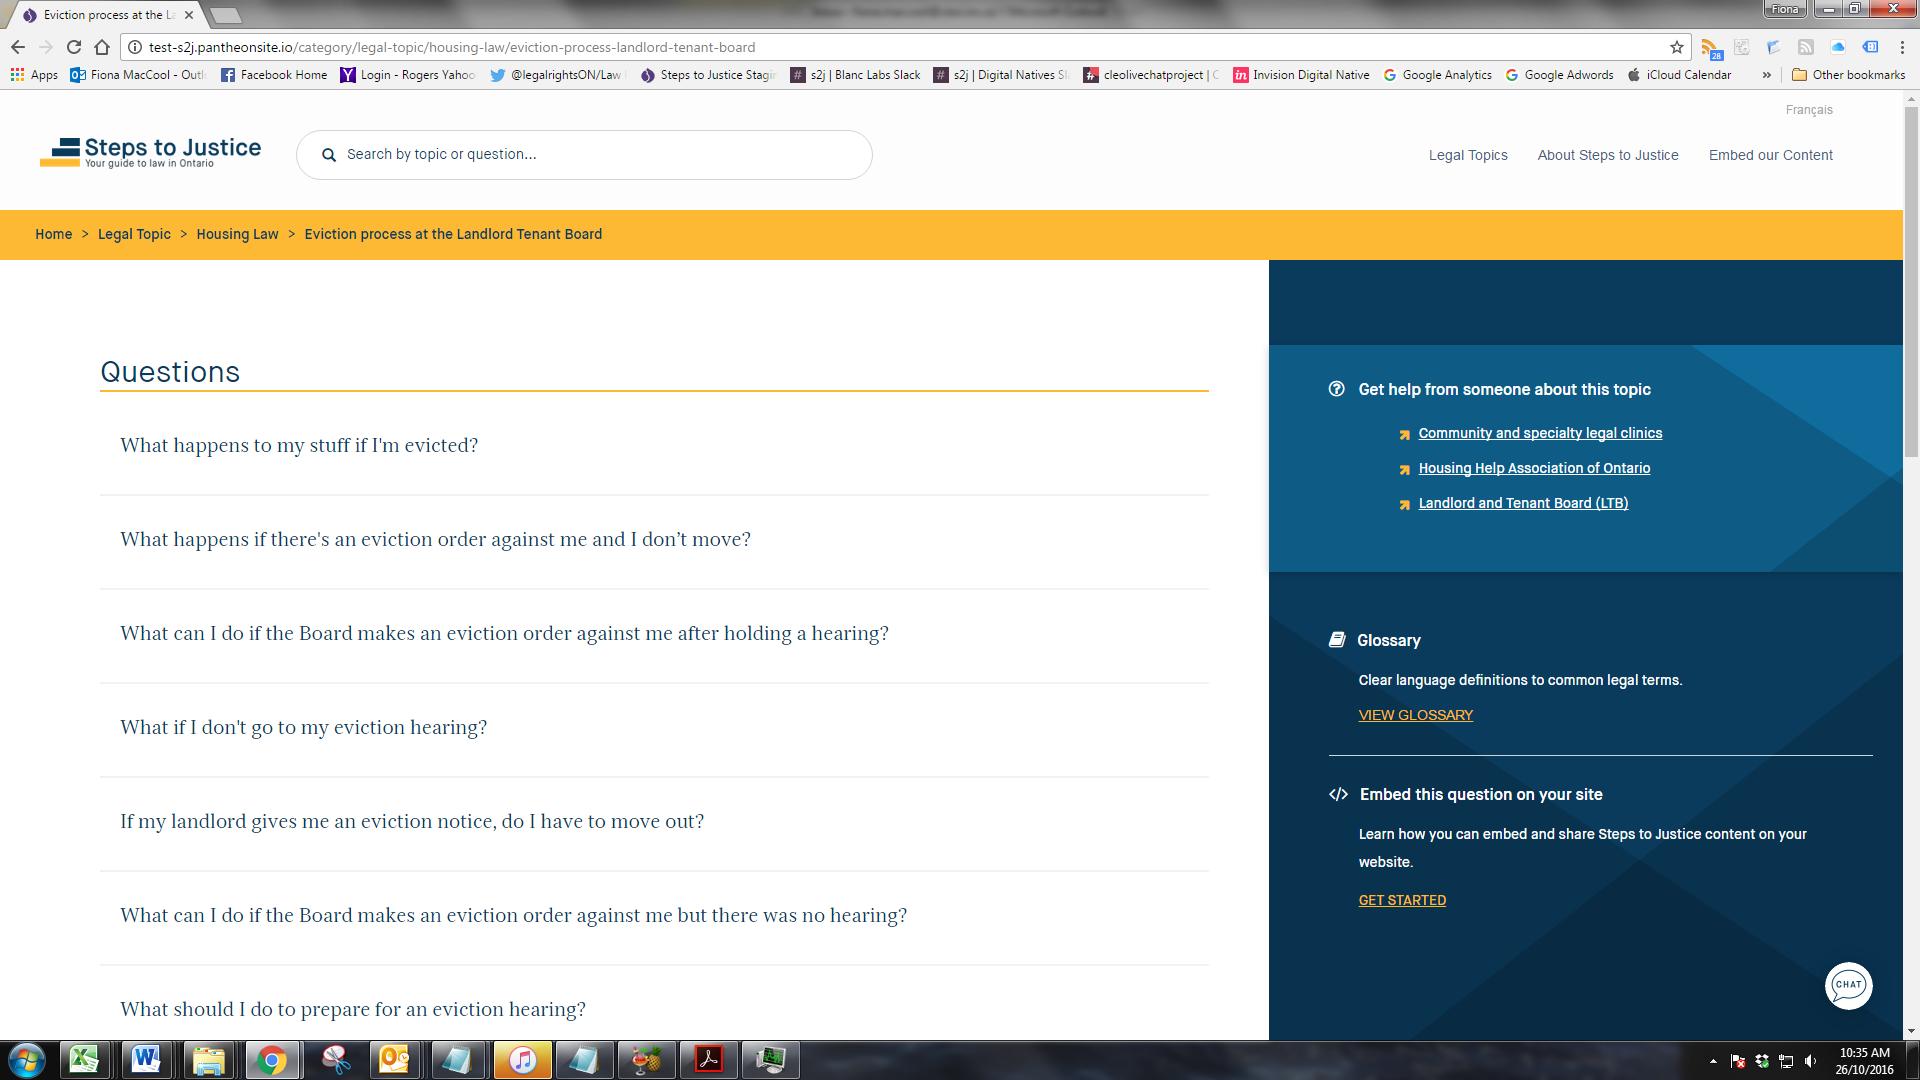 Eviction process at the La
Fiona
test-s2j.pantheonsite.io/category/legal-topic/housing-law/eviction-process-landlord-tenant-board
28
Apps
Fiona MacCool - Outl
Facebook Home
Login - Rogers Yahoo
@legalrightsON/Law
Steps to Justice Stagin
s2j | Blanc Labs Slack
s2j | Digital Natives Sl
cleolivechatproject | C
in Invision Digital Native
Google Analytics
Google Adwords
iCloud Calendar
»
Other bookmarks
Français
Steps to Justice
Your guide to law in Ontario
Search by topic or question...
Legal Topics
About Steps to Justice
Embed our Content
Home > Legal Topic > Housing Law > Eviction process at the Landlord Tenant Board
Questions
What happens to my stuff if I'm evicted?
What happens if there's an eviction order against me and I don’t move?
What can I do if the Board makes an eviction order against me after holding a hearing?
What if I don't go to my eviction hearing?
If my landlord gives me an eviction notice, do I have to move out?
What can I do if the Board makes an eviction order against me but there was no hearing?
What should I do to prepare for an eviction hearing?
Get help from someone about this topic
Community and specialty legal clinics
Housing Help Association of Ontario
Landlord and Tenant Board (LTB)
Glossary
Clear language definitions to common legal terms.
VIEW GLOSSARY
</> Embed this question on your site
Learn how you can embed and share Steps to Justice content on your
website.
GET STARTED
CHAT
10:35 AM
26/10/2016